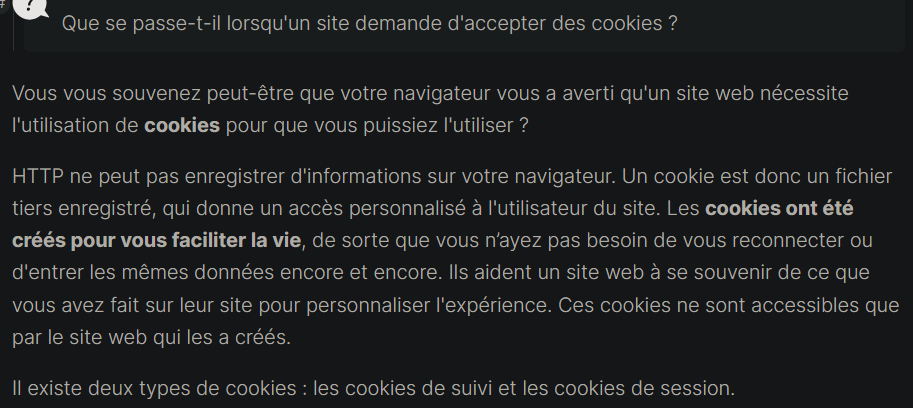 ?
Que se passe-t-il lorsqu'un site demande d'accepter des cookies ?
Vous vous souvenez peut-être que votre navigateur vous a averti qu'un site web nécessite
l'utilisation de cookies pour que vous puissiez l'utiliser ?
HTTP ne peut pas enregistrer d'informations sur votre navigateur. Un cookie est donc un fichier
tiers enregistré, qui donne un accès personnalisé à l'utilisateur du site. Les cookies ont été
créés pour vous faciliter la vie, de sorte que vous n’ayez pas besoin de vous reconnecter ou
d'entrer les mêmes données encore et encore. Ils aident un site web à se souvenir de ce que
vous avez fait sur leur site pour personnaliser l'expérience. Ces cookies ne sont accessibles que
par le site web qui les a créés.
Il existe deux types de cookies : les cookies de suivi et les cookies de session.